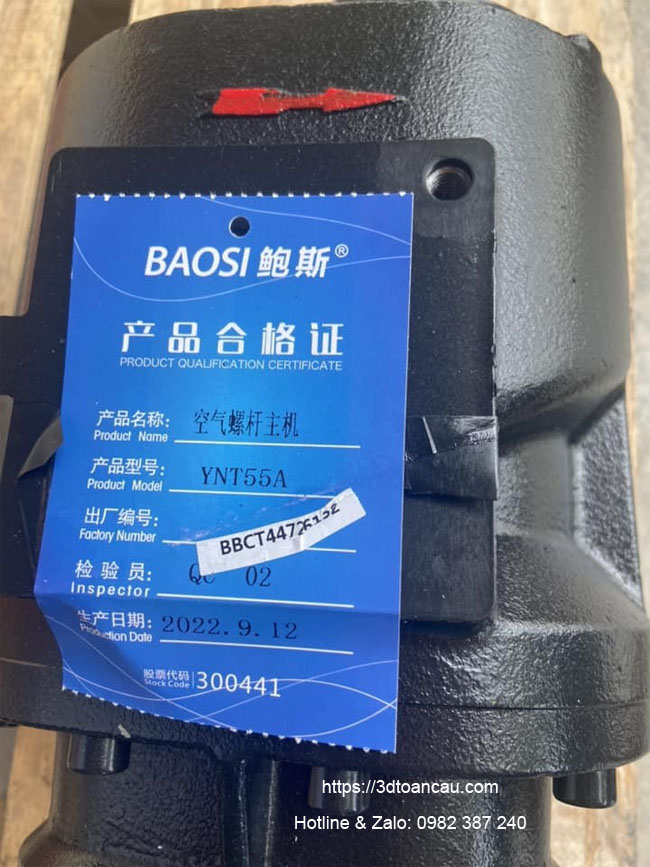 BAOSI 鲍斯®
产品合格证
PRODUCT QUALIFICATION CERTIFICATE
产品名称: 空气螺杆主机
Product Name
产品型号: YNT55A
Product Model
出厂编号:
Factory Number
检验员: QC 02
Inspector
生产日期: 2022.9.12
Production Date
股票代码 300441
Stock Code
https://3dtoancau.com
Hotline & Zalo: 0982 387 240